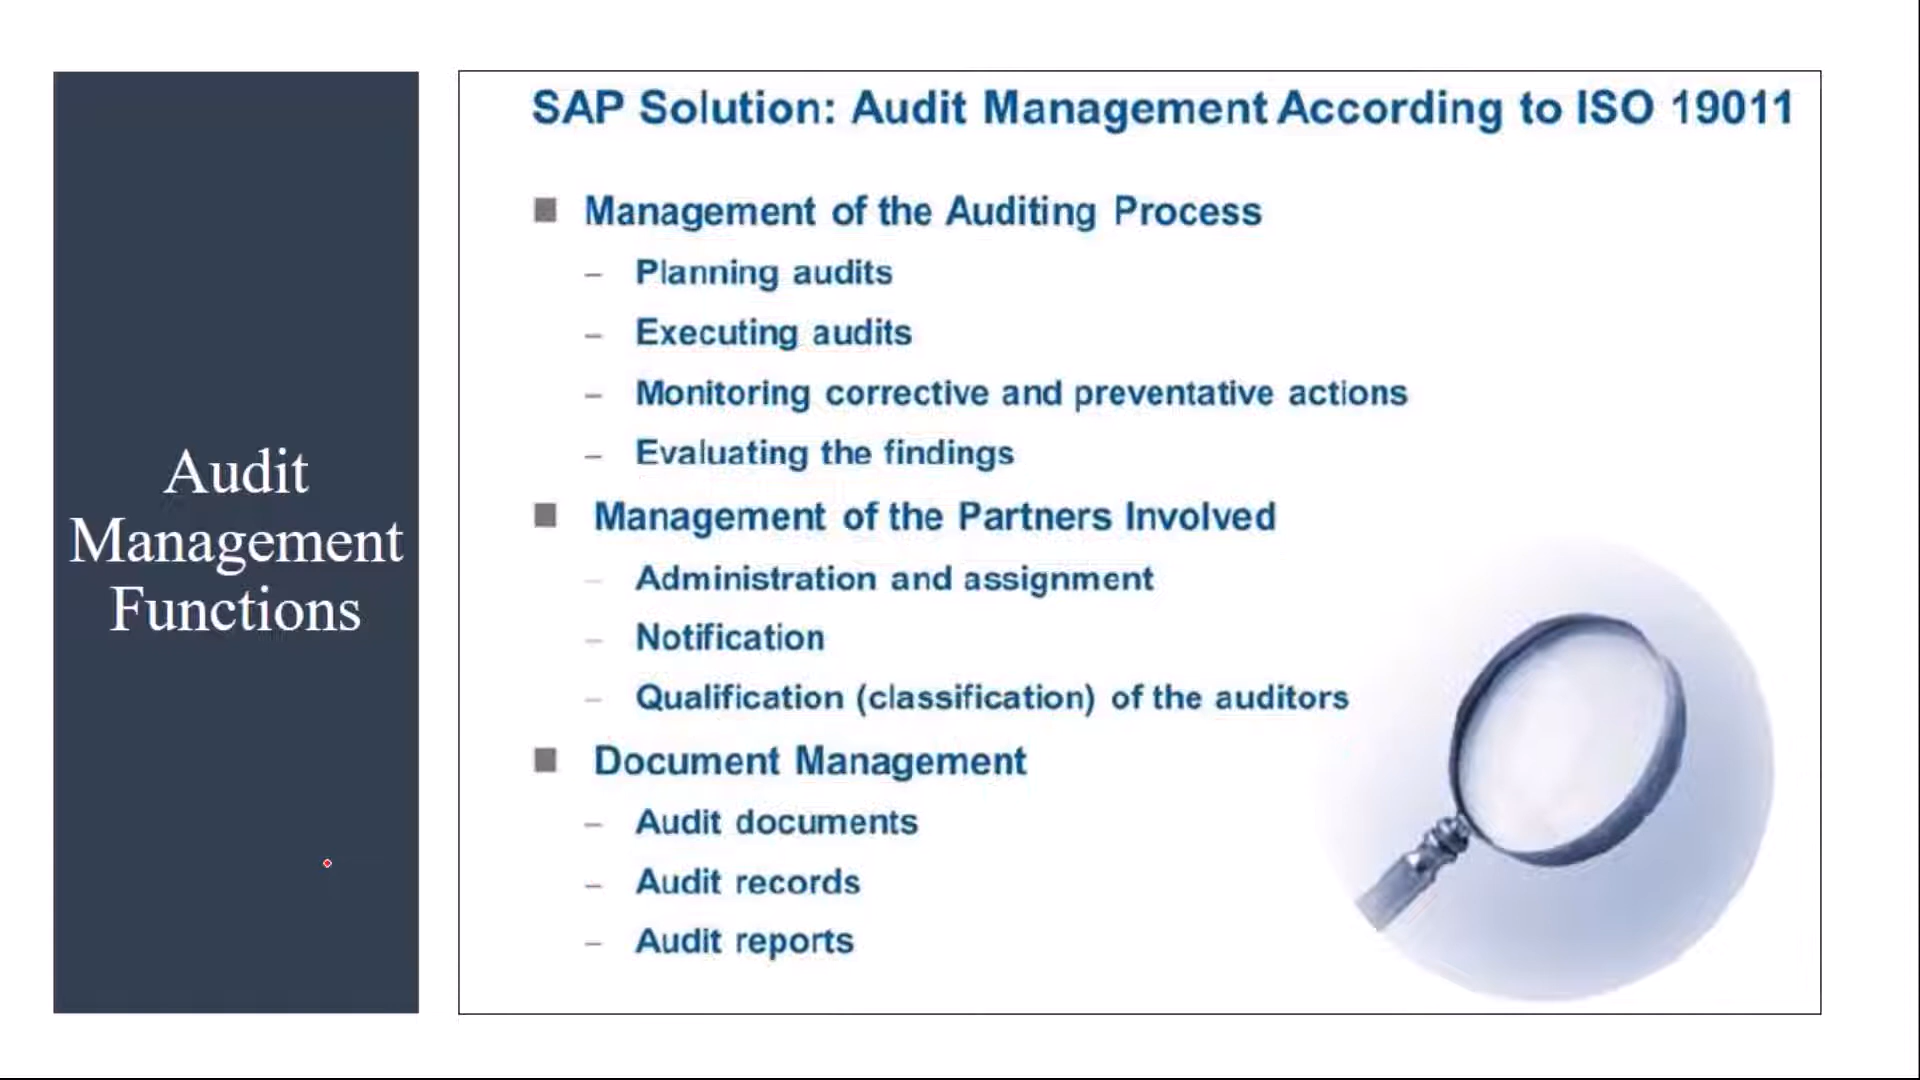 Audit
Management
Functions
SAP Solution: Audit Management According to ISO 19011
Management of the Auditing Process
– Planning audits
– Executing audits
– Monitoring corrective and preventative actions
– Evaluating the findings
Management of the Partners Involved
– Administration and assignment
– Notification
– Qualification (classification) of the auditors
Document Management
– Audit documents
– Audit records
– Audit reports